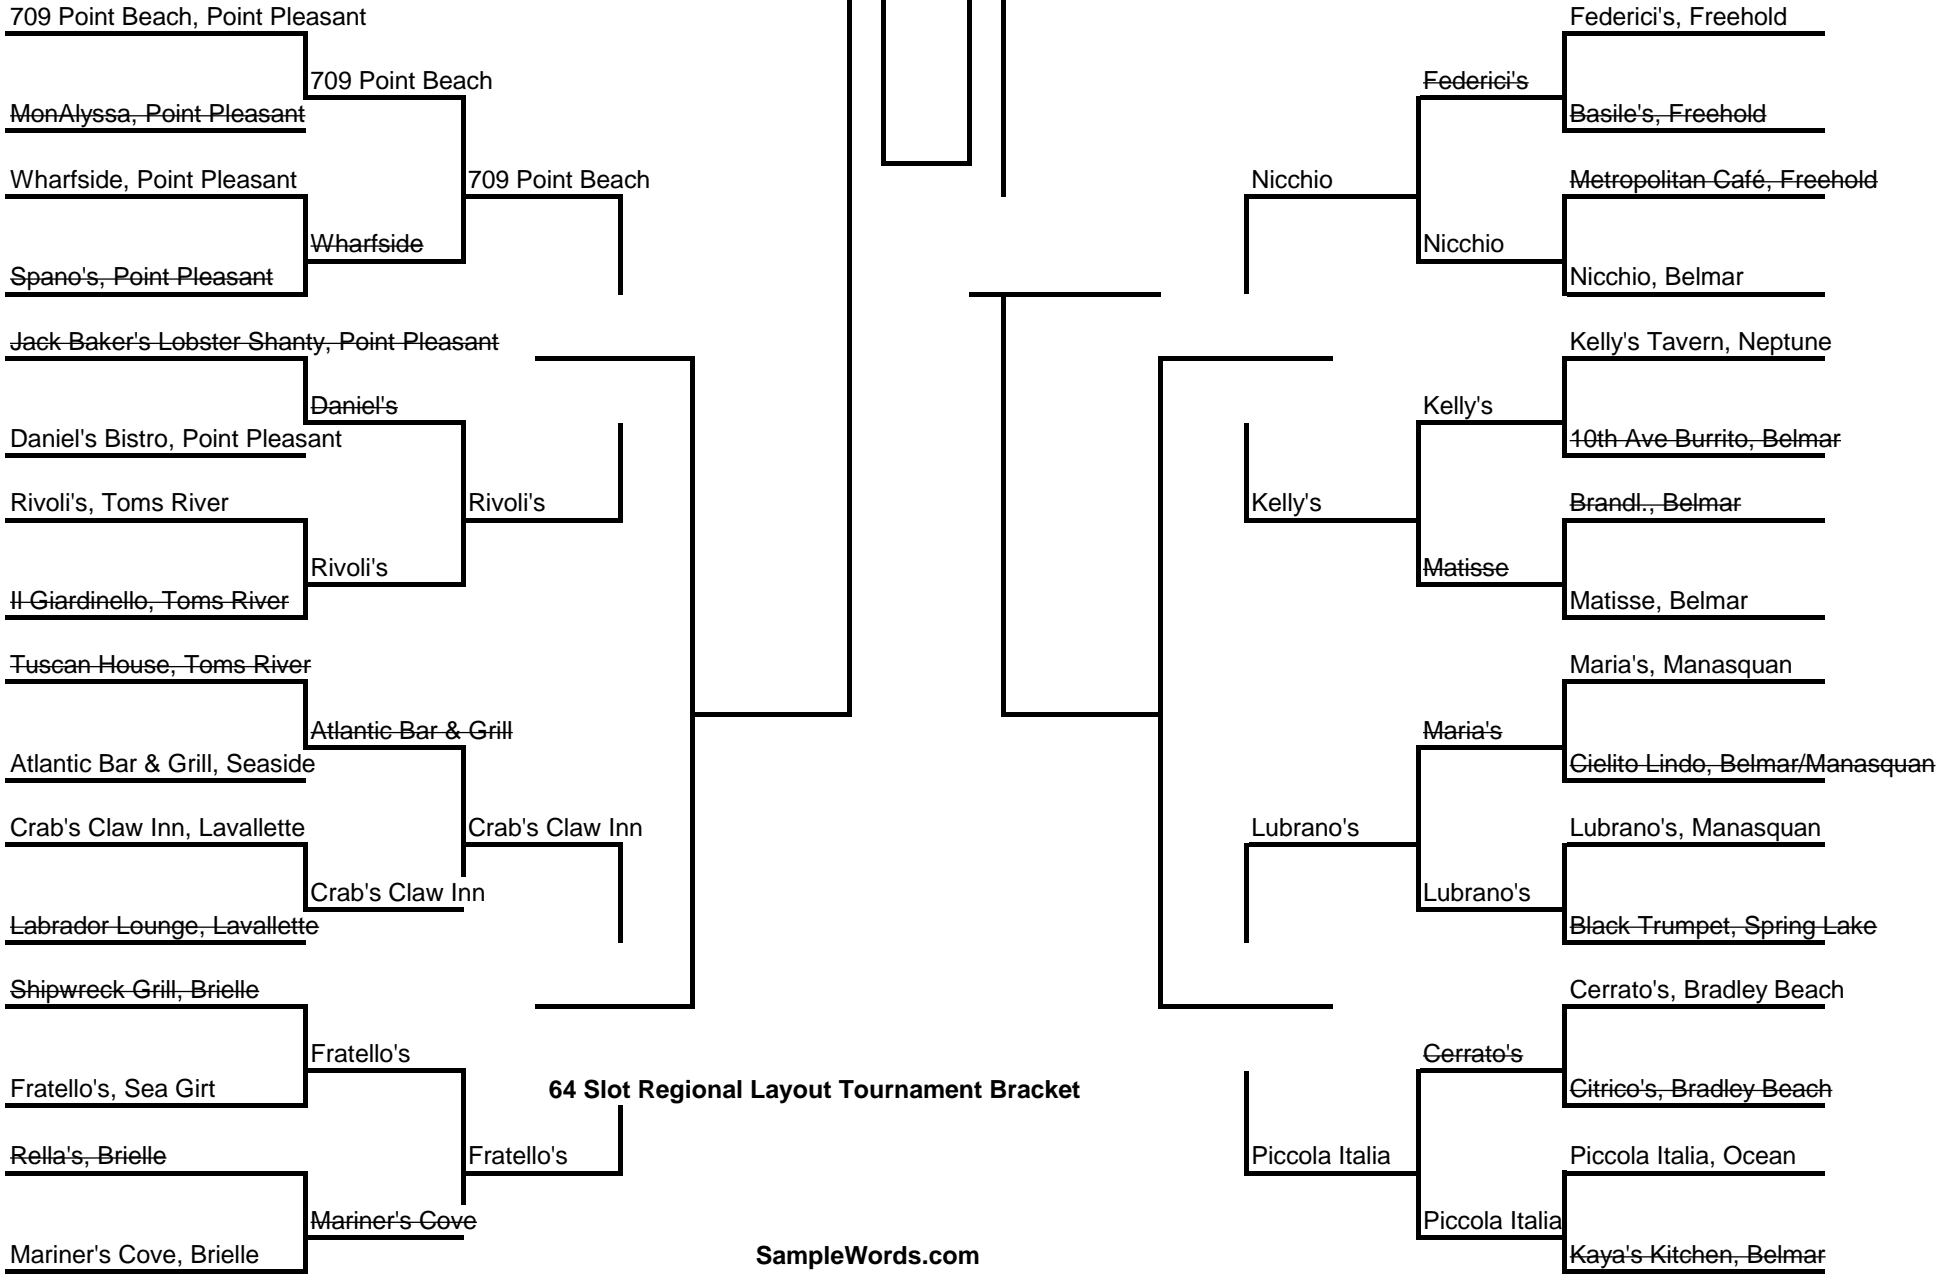 709 Point Beach, Point Pleasant
709 Point Beach
MonAlyssa, Point Pleasant
Wharfside, Point Pleasant
709 Point Beach
Wharfside
Spano's, Point Pleasant
Jack Baker's Lobster Shanty, Point Pleasant
Daniel's
Daniel's Bistro, Point Pleasant
Rivoli's, Toms River
Rivoli's
Rivoli's
Il Giardinello, Toms River
Tuscan House, Toms River
Atlantic Bar & Grill
Atlantic Bar & Grill, Seaside
Crab's Claw Inn, Lavallette
Crab's Claw Inn
Crab's Claw Inn
Labrador Lounge, Lavallette
Shipwreck Grill, Brielle
Fratello's
Fratello's, Sea Girt
Rella's, Brielle
Fratello's
Mariner's Cove
Mariner's Cove, Brielle
64 Slot Regional Layout Tournament Bracket
SampleWords.com
Federici's, Freehold
Federici's
Basile's, Freehold
Nicchio
Metropolitan Café, Freehold
Nicchio
Nicchio, Belmar
Kelly's Tavern, Neptune
Kelly's
10th Ave Burrito, Belmar
Kelly's
Brandl., Belmar
Matisse
Matisse, Belmar
Maria's, Manasquan
Maria's
Cielito Lindo, Belmar/Manasquan
Lubrano's
Lubrano's, Manasquan
Lubrano's
Black Trumpet, Spring Lake
Cerrato's, Bradley Beach
Cerrato's
Citrico's, Bradley Beach
Piccola Italia
Piccola Italia, Ocean
Piccola Italia
Kaya's Kitchen, Belmar